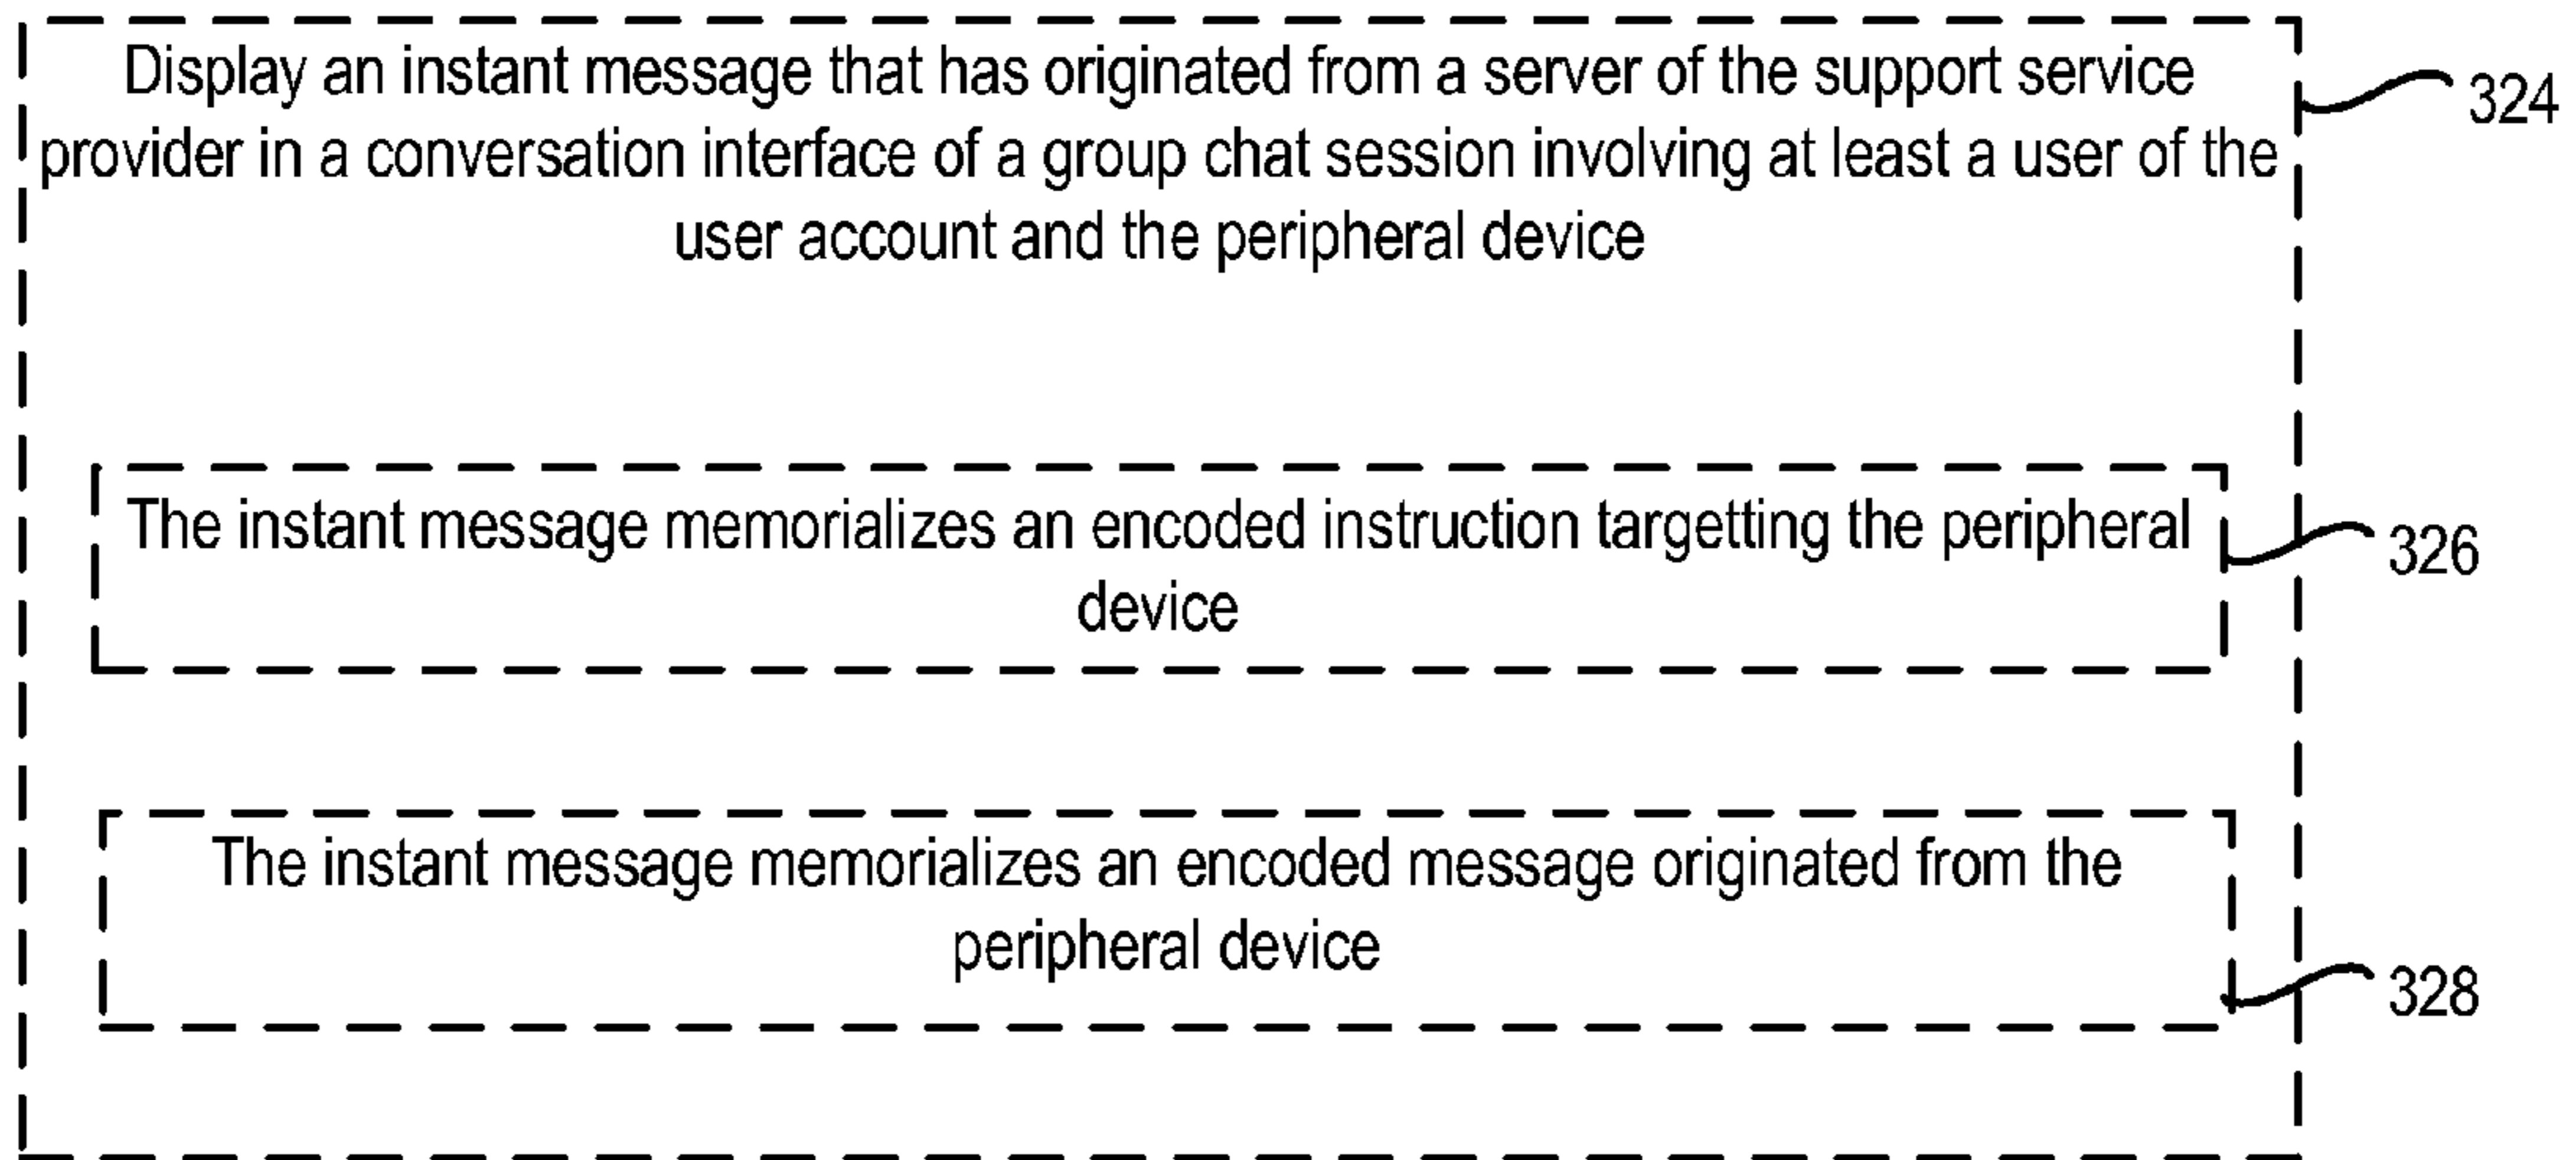 Display an instant message that has originated from a server of the support service
324
provider in a conversation interface of a group chat session involving at least a user of the
user account and the peripheral device
The instant message memorializes an encoded instruction targetting the peripheral
326
device
The instant message memorializes an encoded message originated from the
peripheral device
328